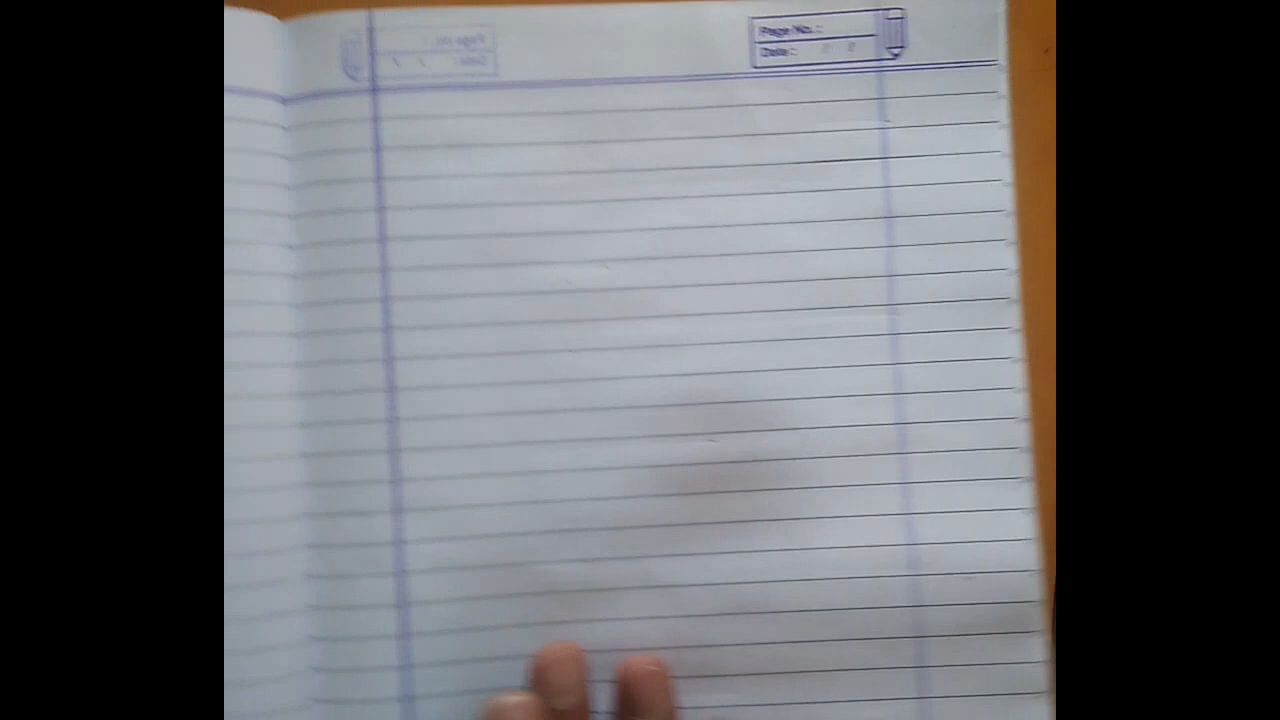 Page No. :
Date : / /